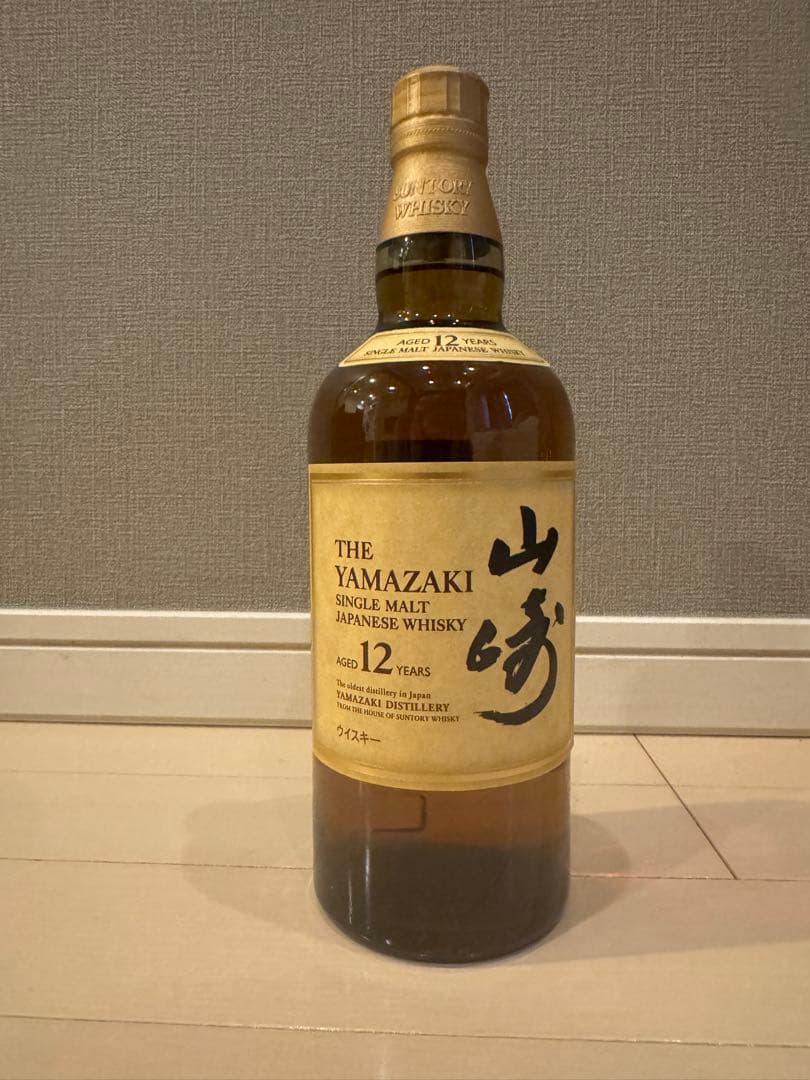 SUNTORY
WHISKY
AGED 12 YEARS
SINGLE MALT JAPANESE WHISKY
THE
YAMAZAKI
SINGLE MALT
JAPANESE WHISKY
AGED 12 YEARS
The oldest distillery in Japan
YAMAZAKI DISTILLERY
FROM THE HOUSE OF SUNTORY WHISKY
ウイスキー
山崎